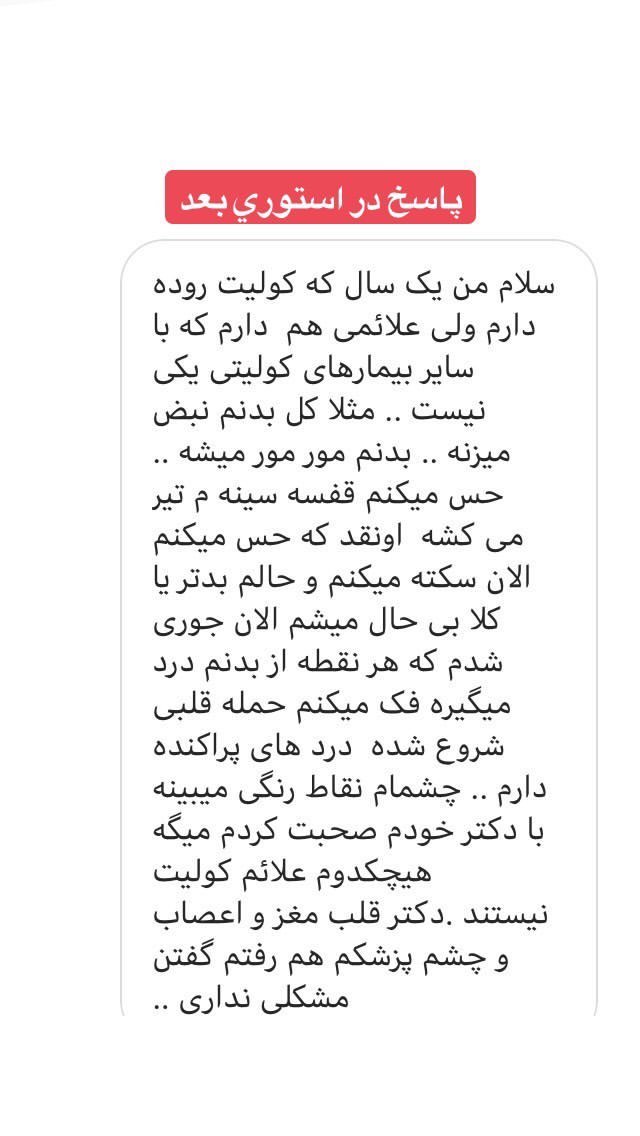 پاسخ در استوري بعد
سلام من یک سال که کولیت روده
دارم ولی علائمی هم  دارم که با
سایر بیمارهای کولیتی یکی
نیست .. مثلا کل بدنم نبض
میزنه .. بدنم مور مور میشه ..
حس میکنم قفسه سینه م تیر
می کشه  اونقد که حس میکنم
الان سکته میکنم و حالم بدتر یا
کلا بی حال میشم الان جوری
شدم که هر نقطه از بدنم درد
میگیره فک میکنم حمله قلبی
شروع شده  درد های پراکنده
دارم .. چشمام نقاط رنگی میبینه
با دکتر خودم صحبت کردم میگه
هیچکدوم علائم کولیت
نیستند .دکتر قلب مغز و اعصاب
و چشم پزشکم هم رفتم گفتن
مشکلی نداری ..